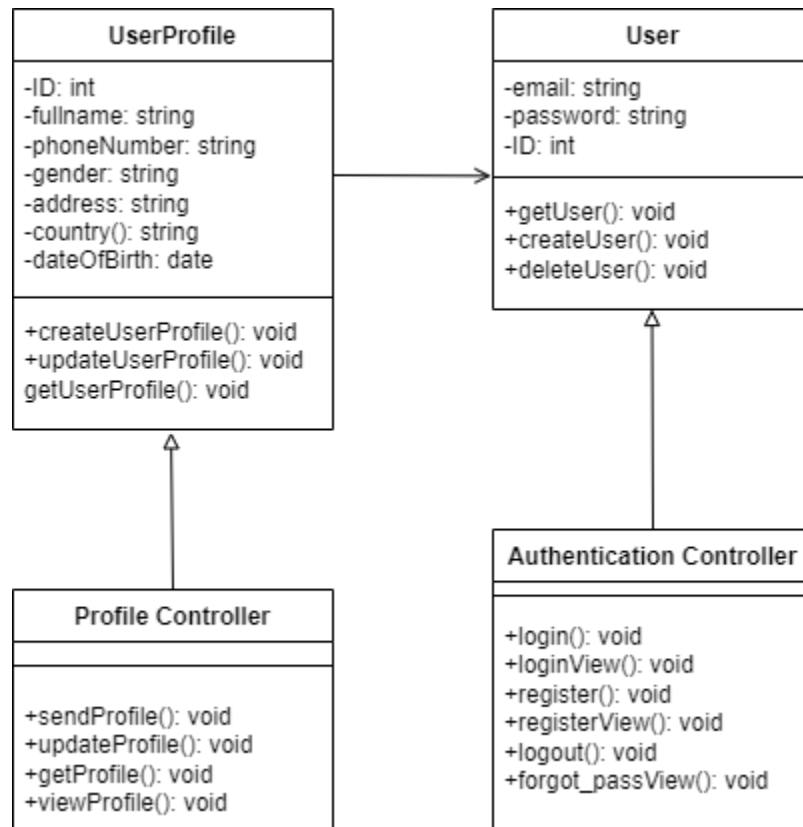 UserProfile
-ID: int
-fullname: string
-phoneNumber: string
-gender: string
-address: string
-country(): string
-dateOfBirth: date
+createUserProfile(): void
+updateUserProfile(): void
getUserProfile(): void
User
-email: string
-password: string
-ID: int
+getUser(): void
+createUser(): void
+deleteUser(): void
Profile Controller
+sendProfile(): void
+updateProfile(): void
+getProfile(): void
+viewProfile(): void
Authentication Controller
+login(): void
+loginView(): void
+register(): void
+registerView(): void
+logout(): void
+forgot_passView(): void